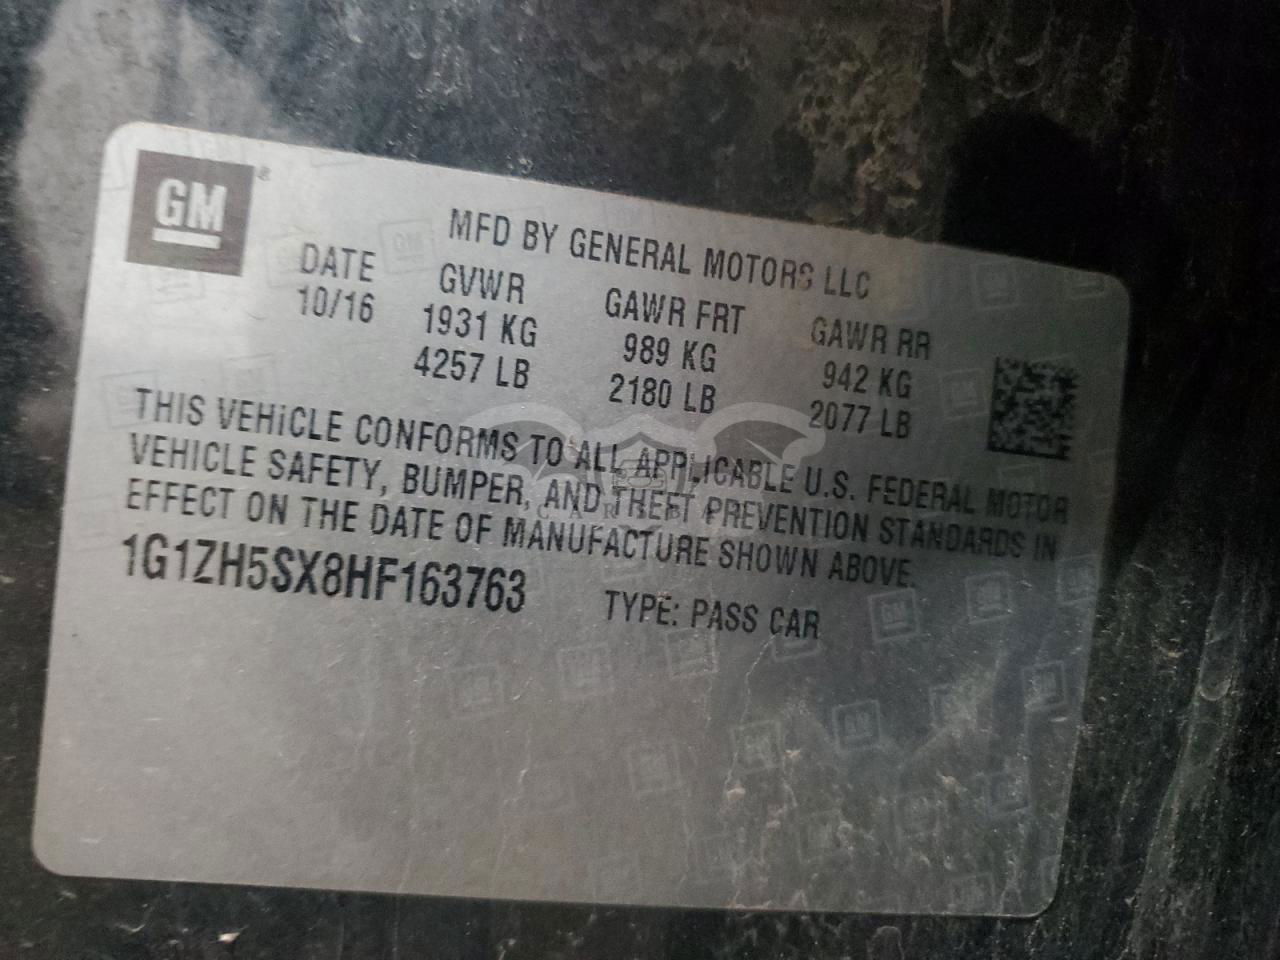 GM
MFD BY GENERAL MOTORS LLC
DATE GVWR GAWR FRT GAWR RR
10/16 1931 KG 989 KG 942 KG
4257 LB 2180 LB 2077 LB
THIS VEHICLE CONFORMS TO ALL APPLICABLE U.S. FEDERAL MOTOR
VEHICLE SAFETY, BUMPER, AND THEFT PREVENTION STANDARDS IN
EFFECT ON THE DATE OF MANUFACTURE SHOWN ABOVE.
1G1ZH5SX8HF163763 TYPE: PASS CAR